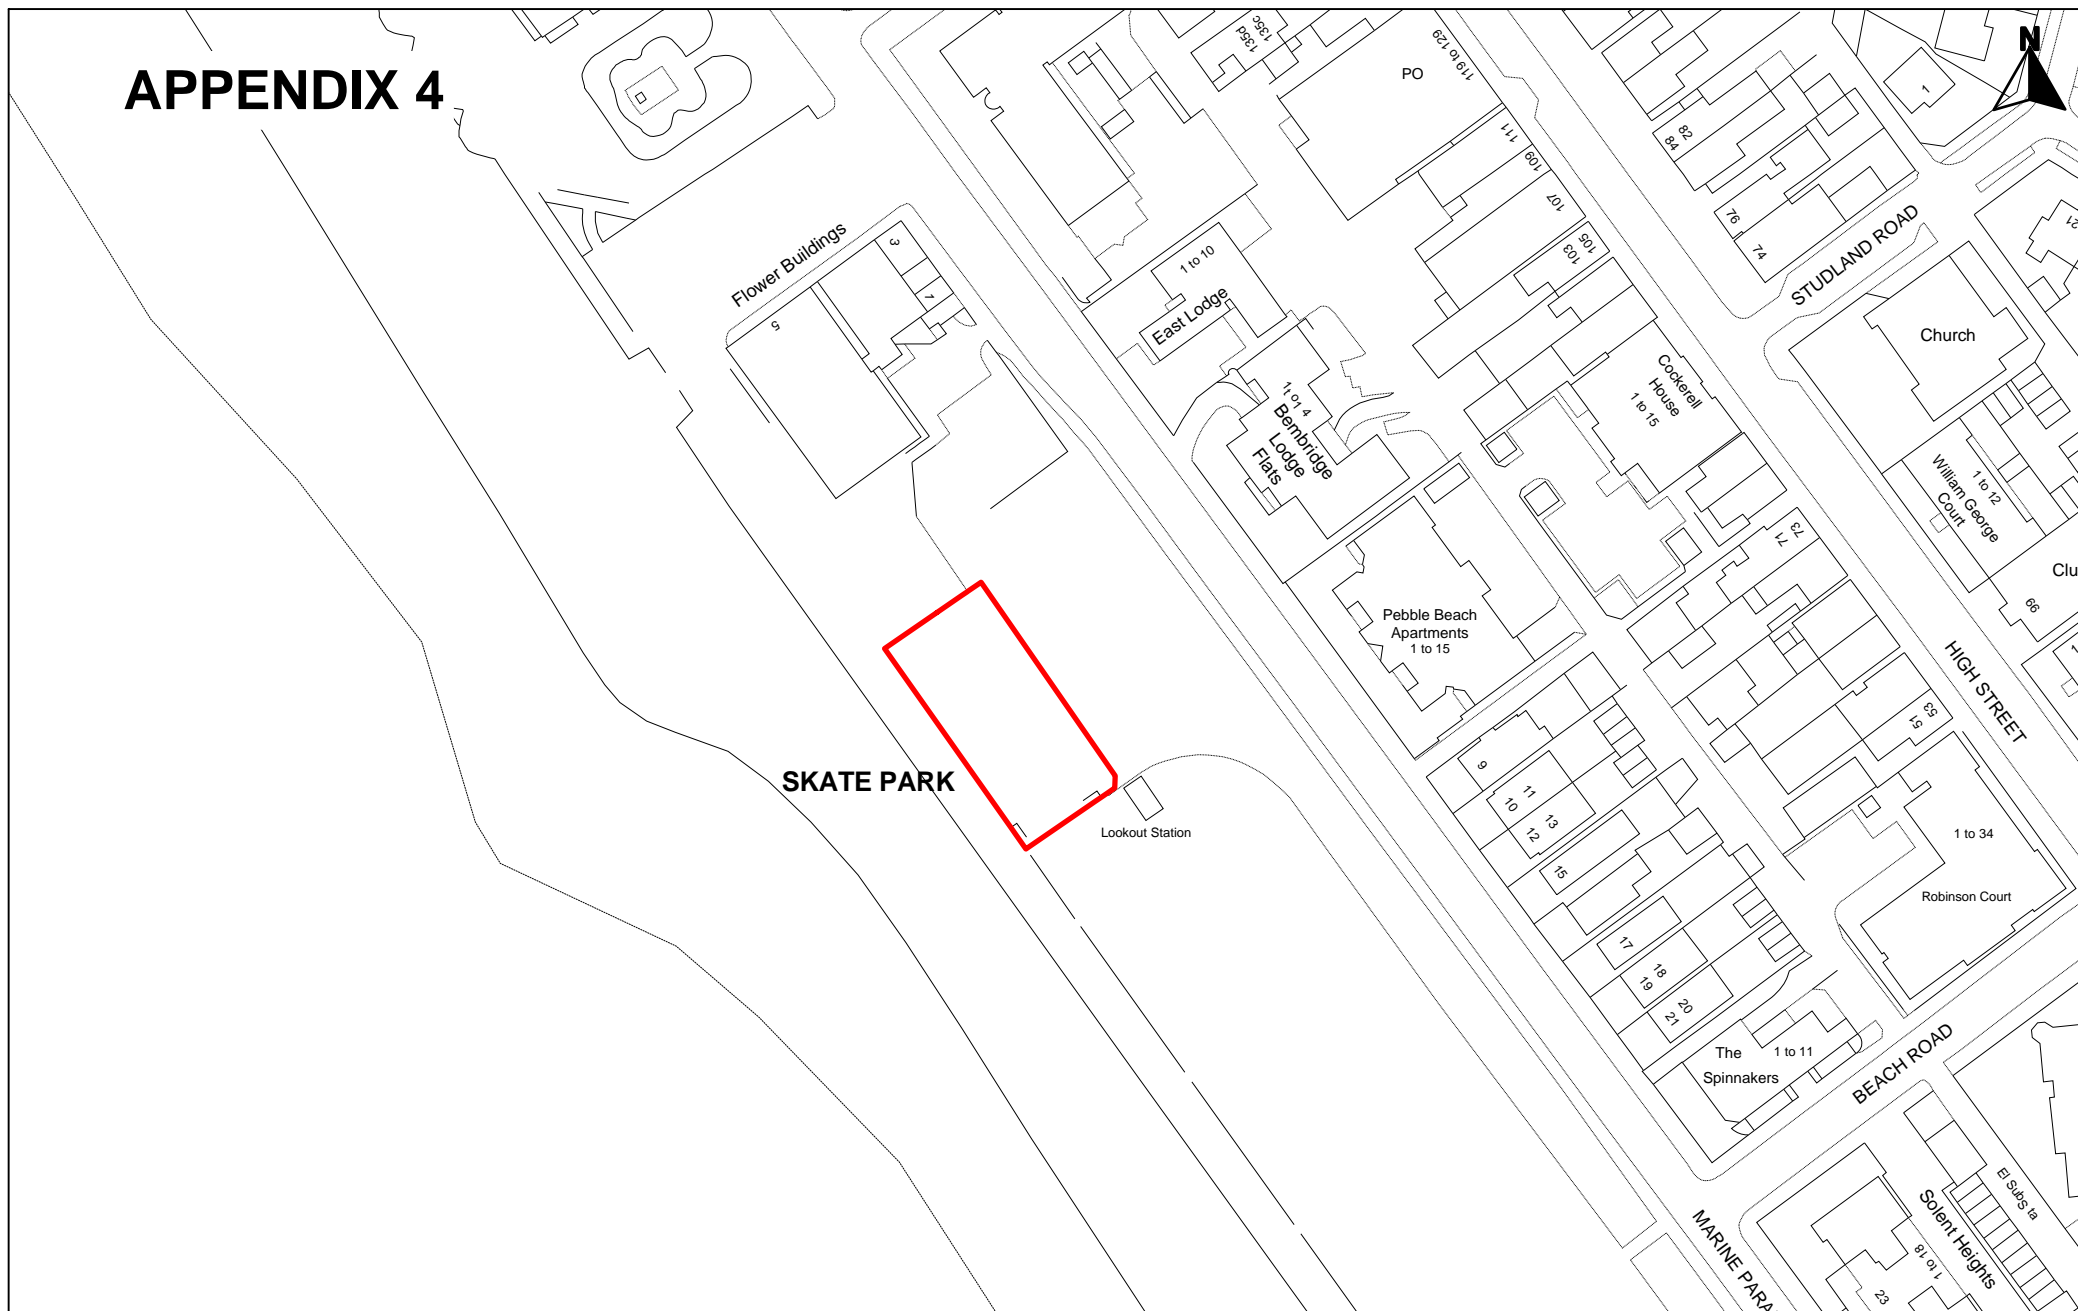 APPENDIX 4
N
135c
135d
119 to 129
PO
1
82
84
111
109
107
105
103
76
74
STUDLAND ROAD
21
Flower Buildings
3
1
5
1 to 10
East Lodge
Church
Cockerell
House
1 to 15
1 to 4
Bembridge
Lodge
Flats
1 to 12
William George
Court
73
71
Clu
66
Pebble Beach
Apartments
1 to 15
HIGH STREET
53
51
SKATE PARK
Lookout Station
9
11
10
13
12
15
17
18
19
20
21
1 to 34
Robinson Court
The
Spinnakers
1 to 11
BEACH ROAD
El Sub Sta
Solent Heights
1 to 18
23
MARINE PARA